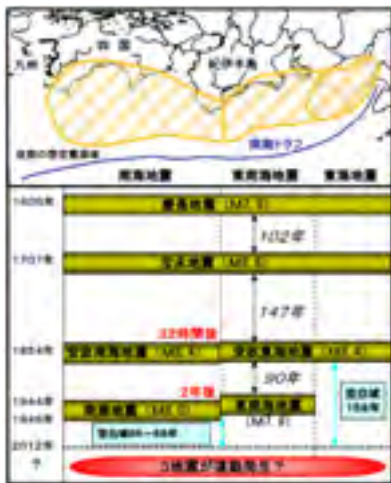 四国
九州
紀伊半島
南海トラフ
南海地震
東南海地震
東海地震
1605年
慶長地震 (M7.9)
102年
1707年
宝永地震 (M8.6)
147年
32時間後
1854年
安政南海地震 (M8.4)
安政東海地震 (M8.4)
90年
2年後
1944年
東南海地震
(M7.9)
1946年
南海地震 (M8.0)
空白域
158年
2012年
?
3地震が連動発生?